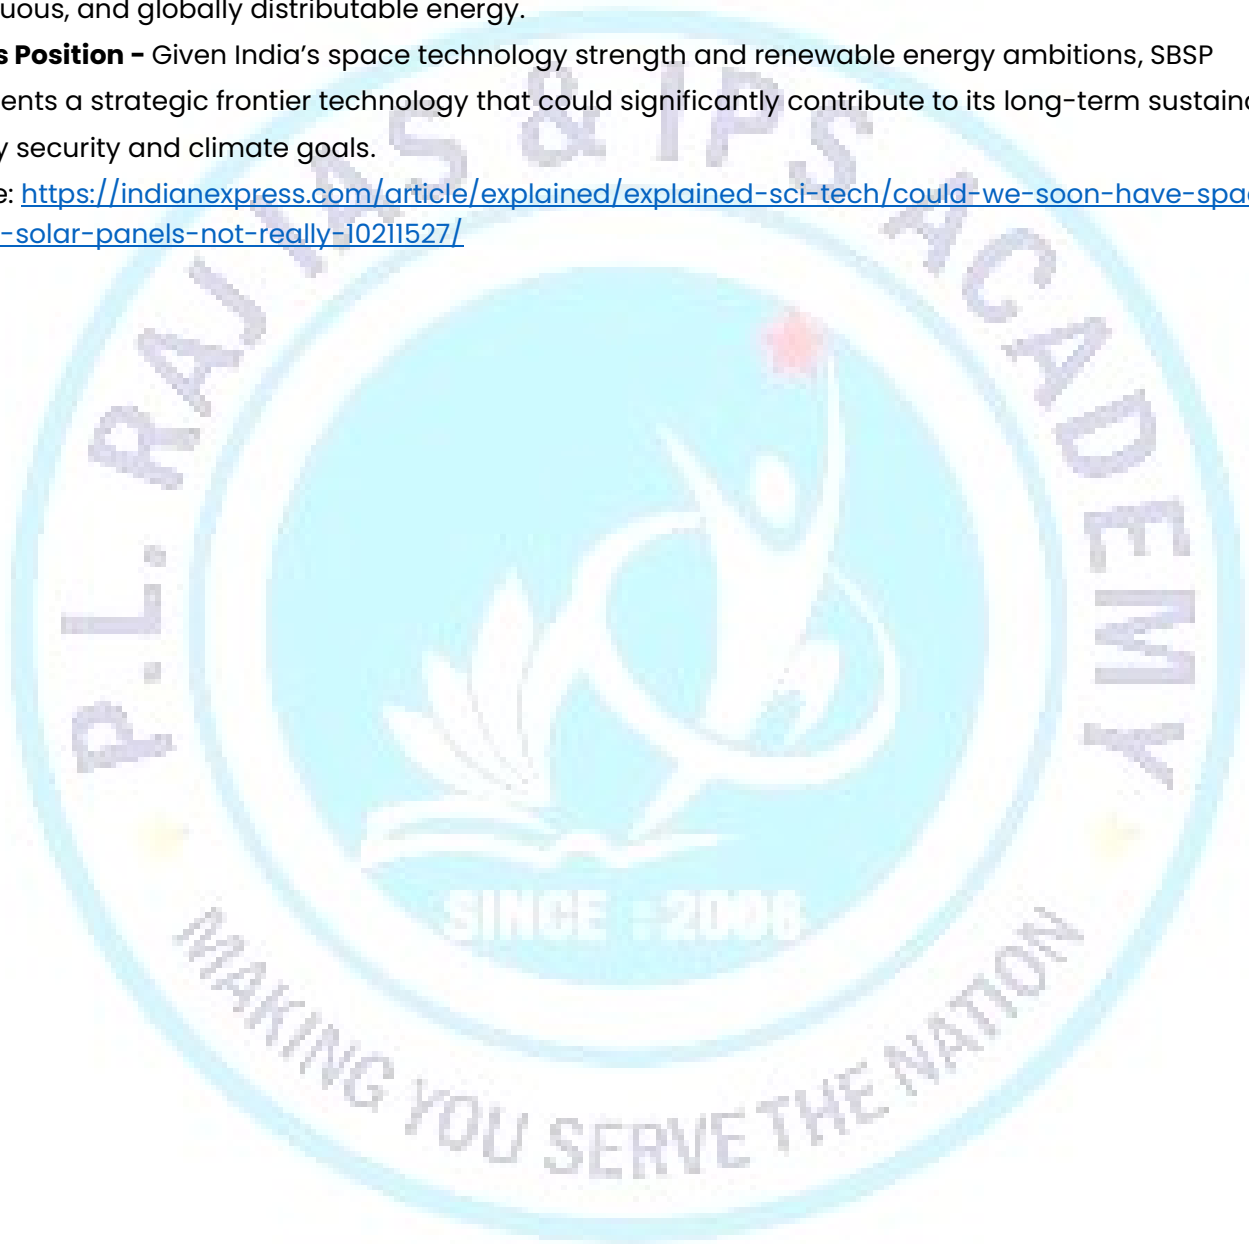 uous, and globally distributable energy.
s Position – Given India’s space technology strength and renewable energy ambitions, SBSP
ents a strategic frontier technology that could significantly contribute to its long-term sustaina
y security and climate goals.
e: https://indianexpress.com/article/explained/explained-sci-tech/could-we-soon-have-spac
-solar-panels-not-really-10211527/
P.L. RAJ IAS & IPS ACADEMY
SINCE -2008
MAKING YOU SERVE THE NATION